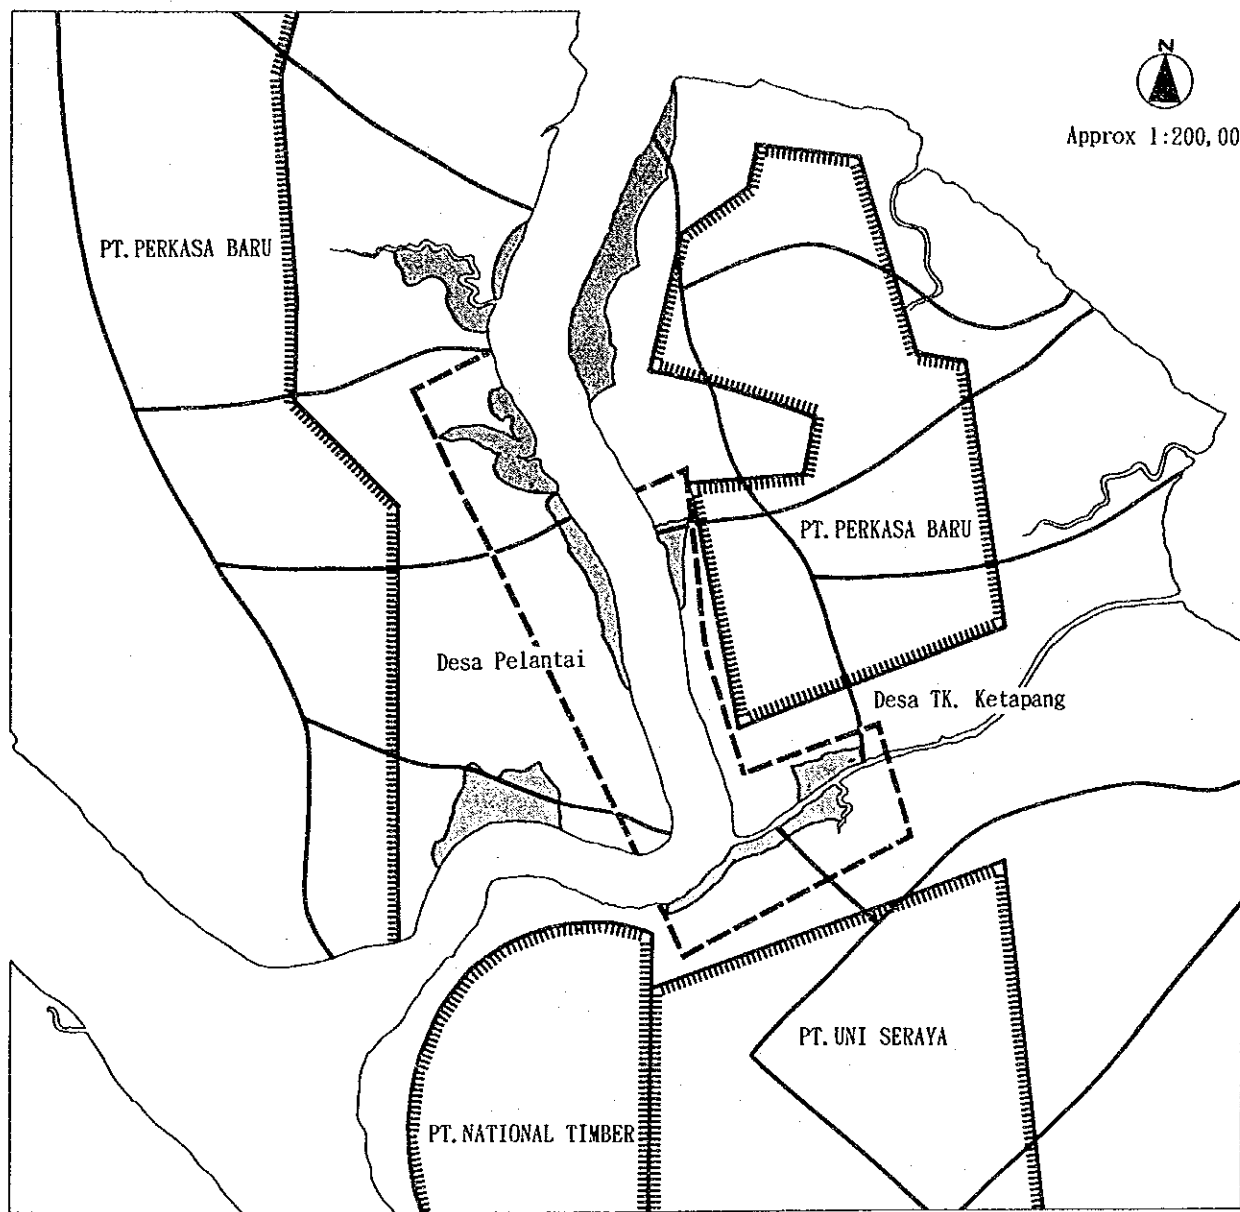 N
Approx 1:200,00
PT. PERKASA BARU
PT. PERKASA BARU
Desa Pelantai
Desa TK. Ketapang
PT. UNI SERAYA
PT. NATIONAL TIMBER